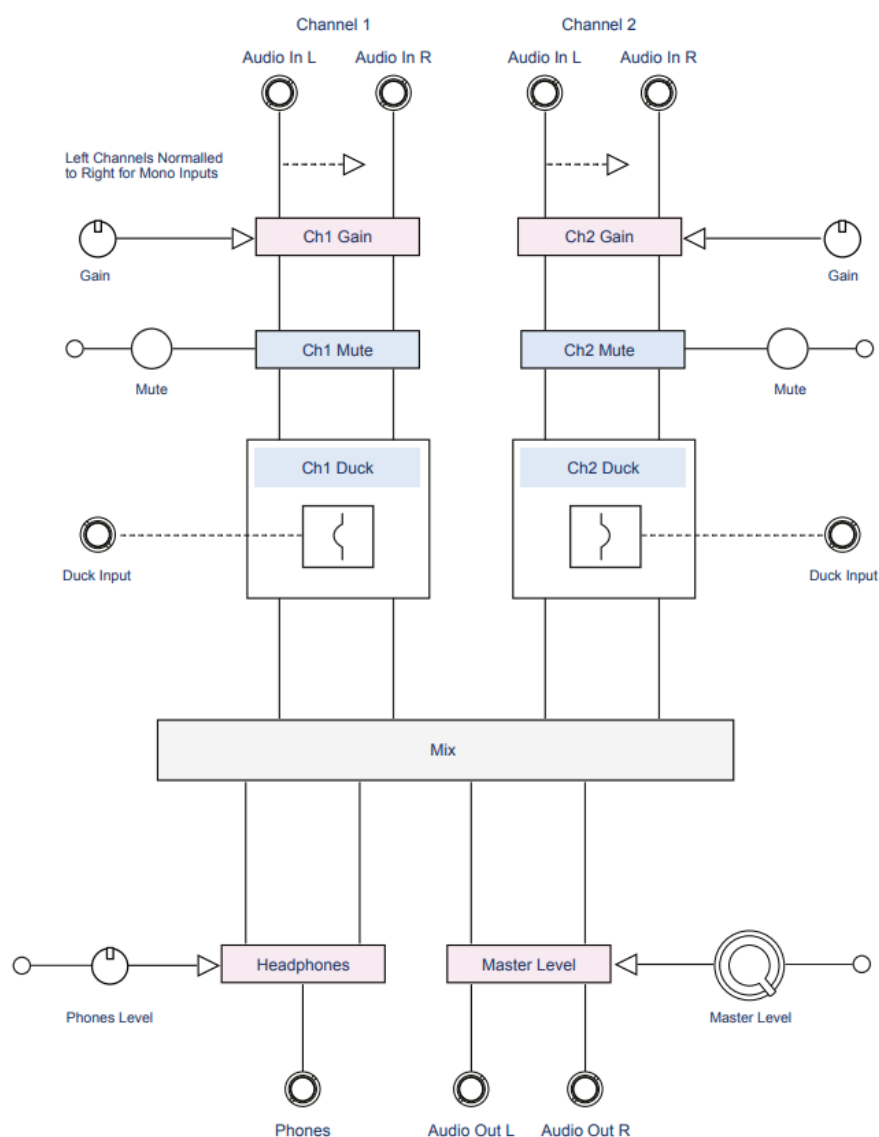 Channel 1
Channel 2
Audio In L
Audio In R
Audio In L
Audio In R
Left Channels Normalled
to Right for Mono Inputs
Ch1 Gain
Ch2 Gain
Gain
Gain
Ch1 Mute
Ch2 Mute
Mute
Mute
Ch1 Duck
Ch2 Duck
Duck Input
Duck Input
Mix
Headphones
Master Level
Phones Level
Master Level
Phones
Audio Out L
Audio Out R